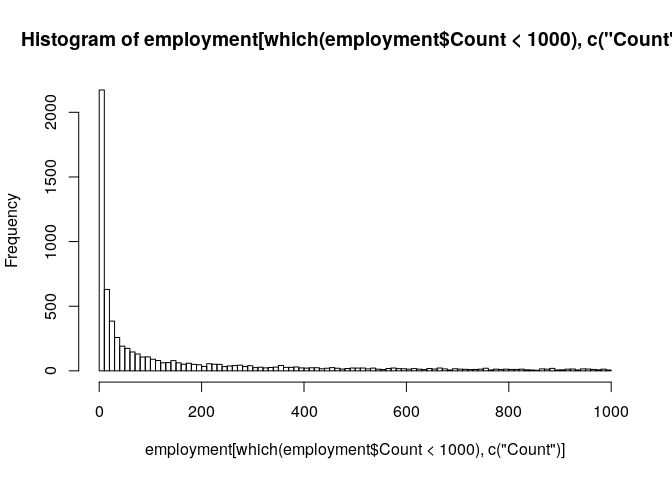 Histogram of employment[which(employment$Count < 1000), c("Count"
Frequency
2000
1500
1000
500
0
0 200 400 600 800 1000
employment[which(employment$Count < 1000), c("Count")]